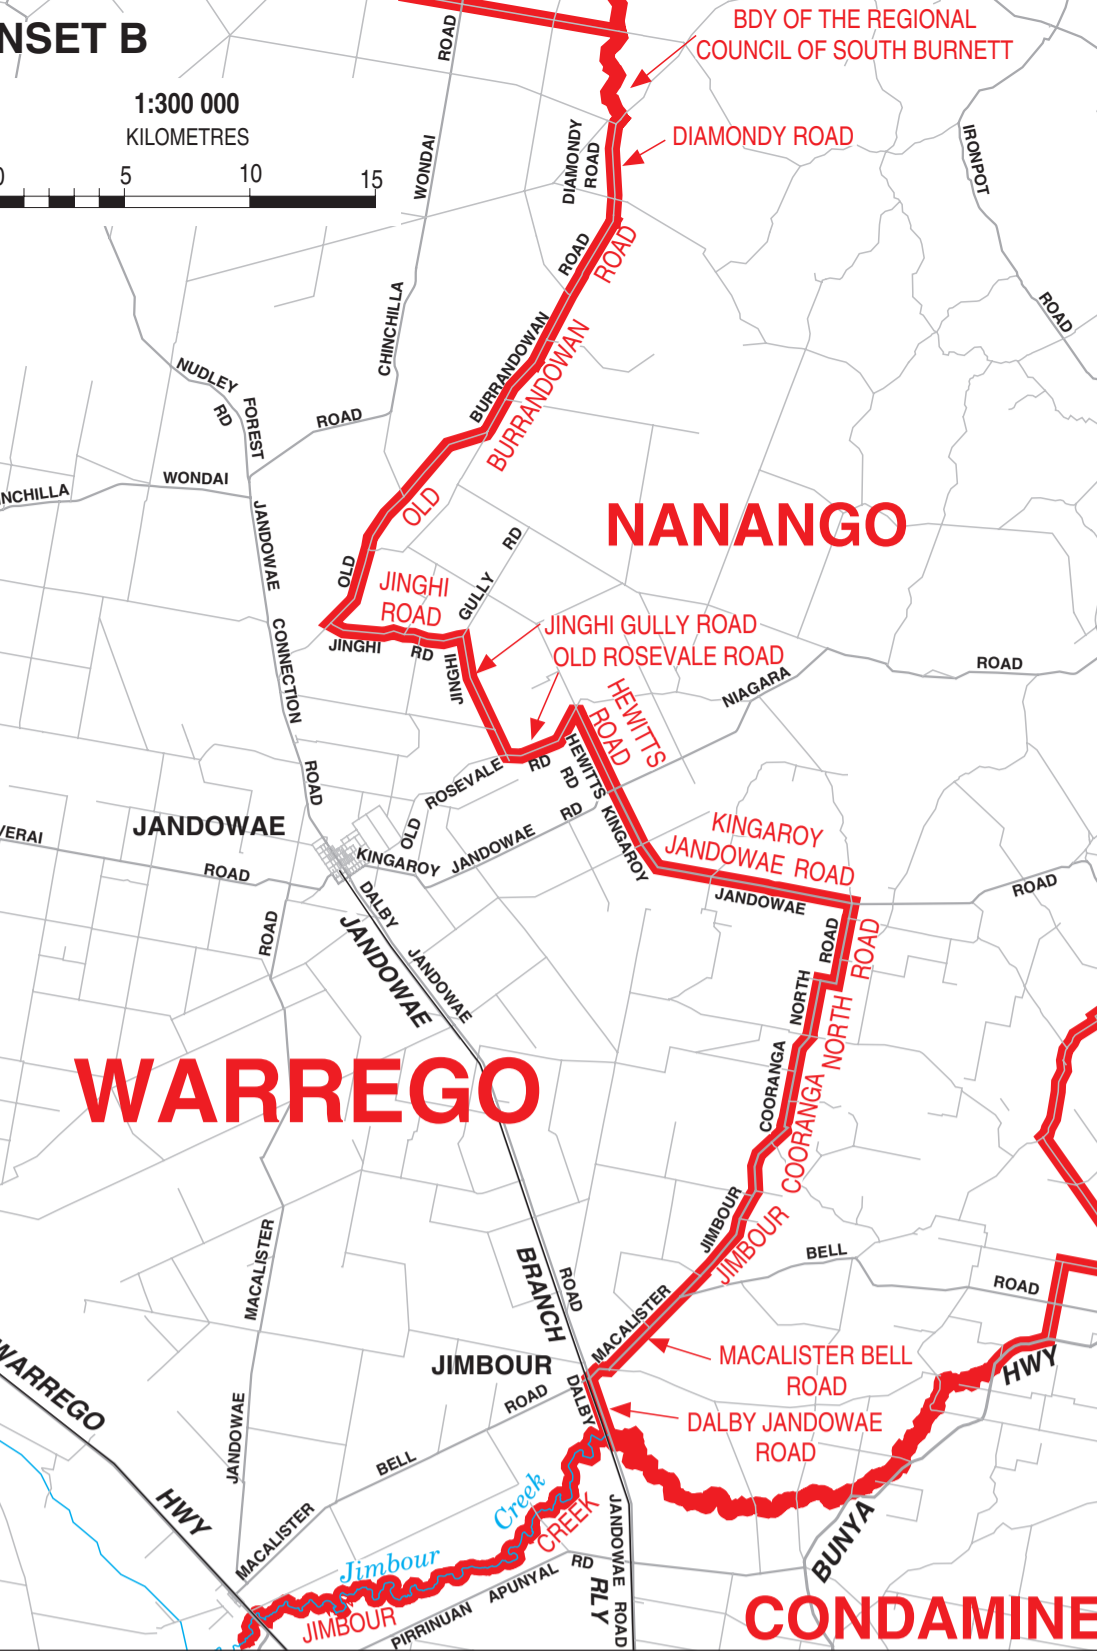 NSET B
1:300 000
KILOMETRES
0 5 10 15
BDY OF THE REGIONAL
COUNCIL OF SOUTH BURNETT
DIAMONDY ROAD
ROAD
WONDAI
CHINCHILLA
DIAMONDY
ROAD
IRONPOT
ROAD
ROAD
BURRANDOWAN
OLD
ROAD
BURRANDOWAN
OLD
NUDLEY
RD
FOREST
ROAD
WONDAI
NCHILLA
JANDOWAE
CONNECTION
ROAD
NANANGO
JINGHI
ROAD
JINGHI
RD
JINGHI
GULLY
RD
JINGHI GULLY ROAD
OLD ROSEVALE ROAD
HEWITTS
ROAD
NIAGARA
ROAD
OLD
ROSEVALE
RD
HEWITTS
RD
KINGAROY
JANDOWAE
RD
KINGAROY
JANDOWAE
KINGAROY
JANDOWAE ROAD
JANDOWAE
ROAD
VERAI
ROAD
ROAD
DALBY
JANDOWAE
JANDOWAE
ROAD
NORTH
COORANGA
JIMBOUR
ROAD
NORTH
COORANGA
JIMBOUR
WARREGO
MACALISTER
JANDOWAE
BRANCH
ROAD
BELL
ROAD
MACALISTER
JIMBOUR
ROAD
BELL
MACALISTER
DALBY
MACALISTER BELL
ROAD
DALBY JANDOWAE
ROAD
HWY
WARREGO
HWY
Creek
CREEK
Jimbour
JIMBOUR
PIRRINUAN
APUNYAL
RD
JANDOWAE
ROAD
RLY
BUNYA
CONDAMINE